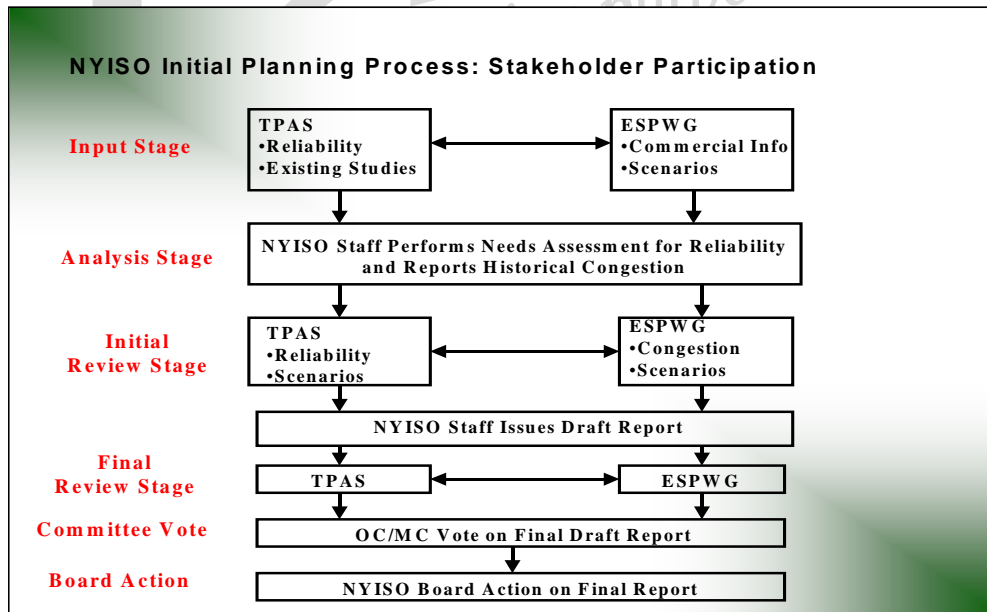 NYISO Initial Planning Process: Stakeholder Participation
Input Stage
TPAS
•Reliability
•Existing Studies
ESPWG
•Commercial Info
•Scenarios
Analysis Stage
NYISO Staff Performs Needs Assessment for Reliability
and Reports Historical Congestion
Initial
Review Stage
TPAS
•Reliability
•Scenarios
ESPWG
•Congestion
•Scenarios
NYISO Staff Issues Draft Report
Final
Review Stage
TPAS
ESPWG
Committee Vote
OC/MC Vote on Final Draft Report
Board Action
NYISO Board Action on Final Report